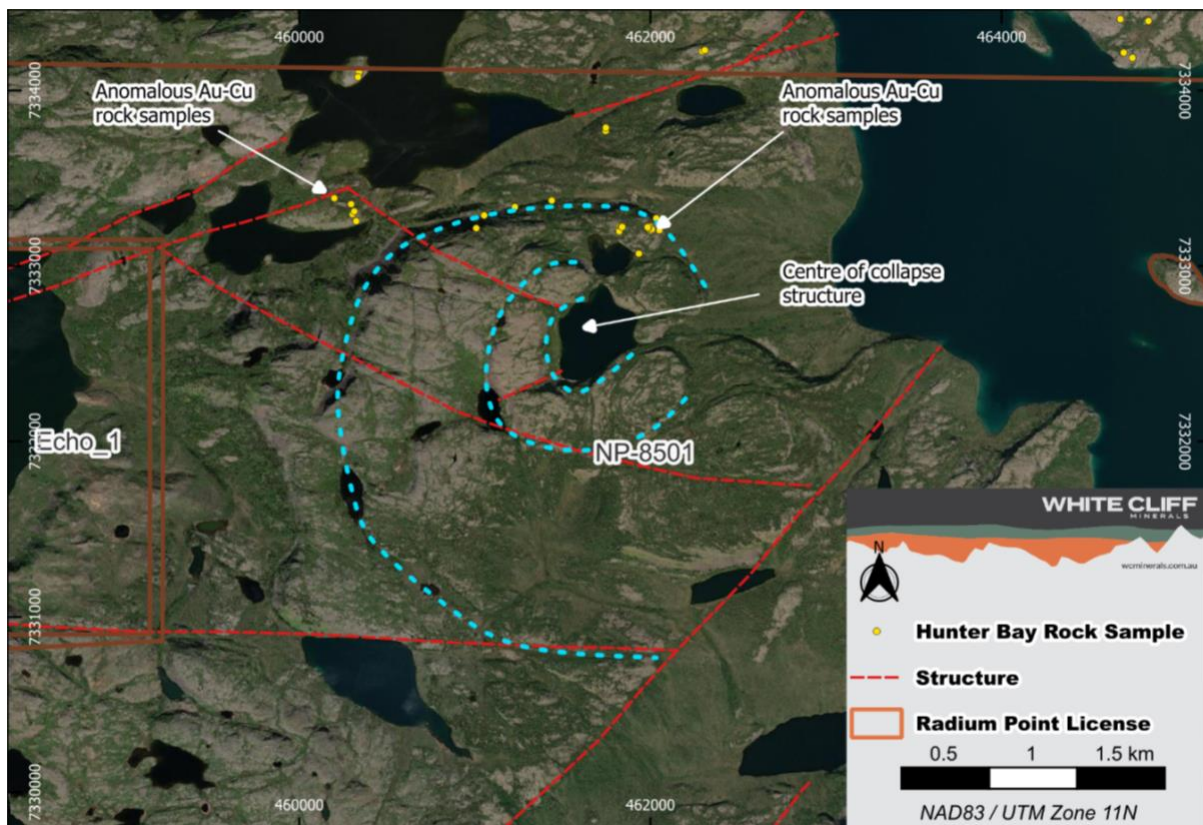 460000
462000
464000
7334000
7334000
Anomalous Au-Cu
rock samples
Anomalous Au-Cu
rock samples
7333000
7333000
Centre of collapse
structure
7332000
7332000
Echo_1
NP-8501
WHITE CLIFF
MINERALS
wcminerals.com.au
N
7331000
Hunter Bay Rock Sample
Structure
Radium Point License
0.5
1
1.5 km
7330000
460000
462000
NAD83 / UTM Zone 11N